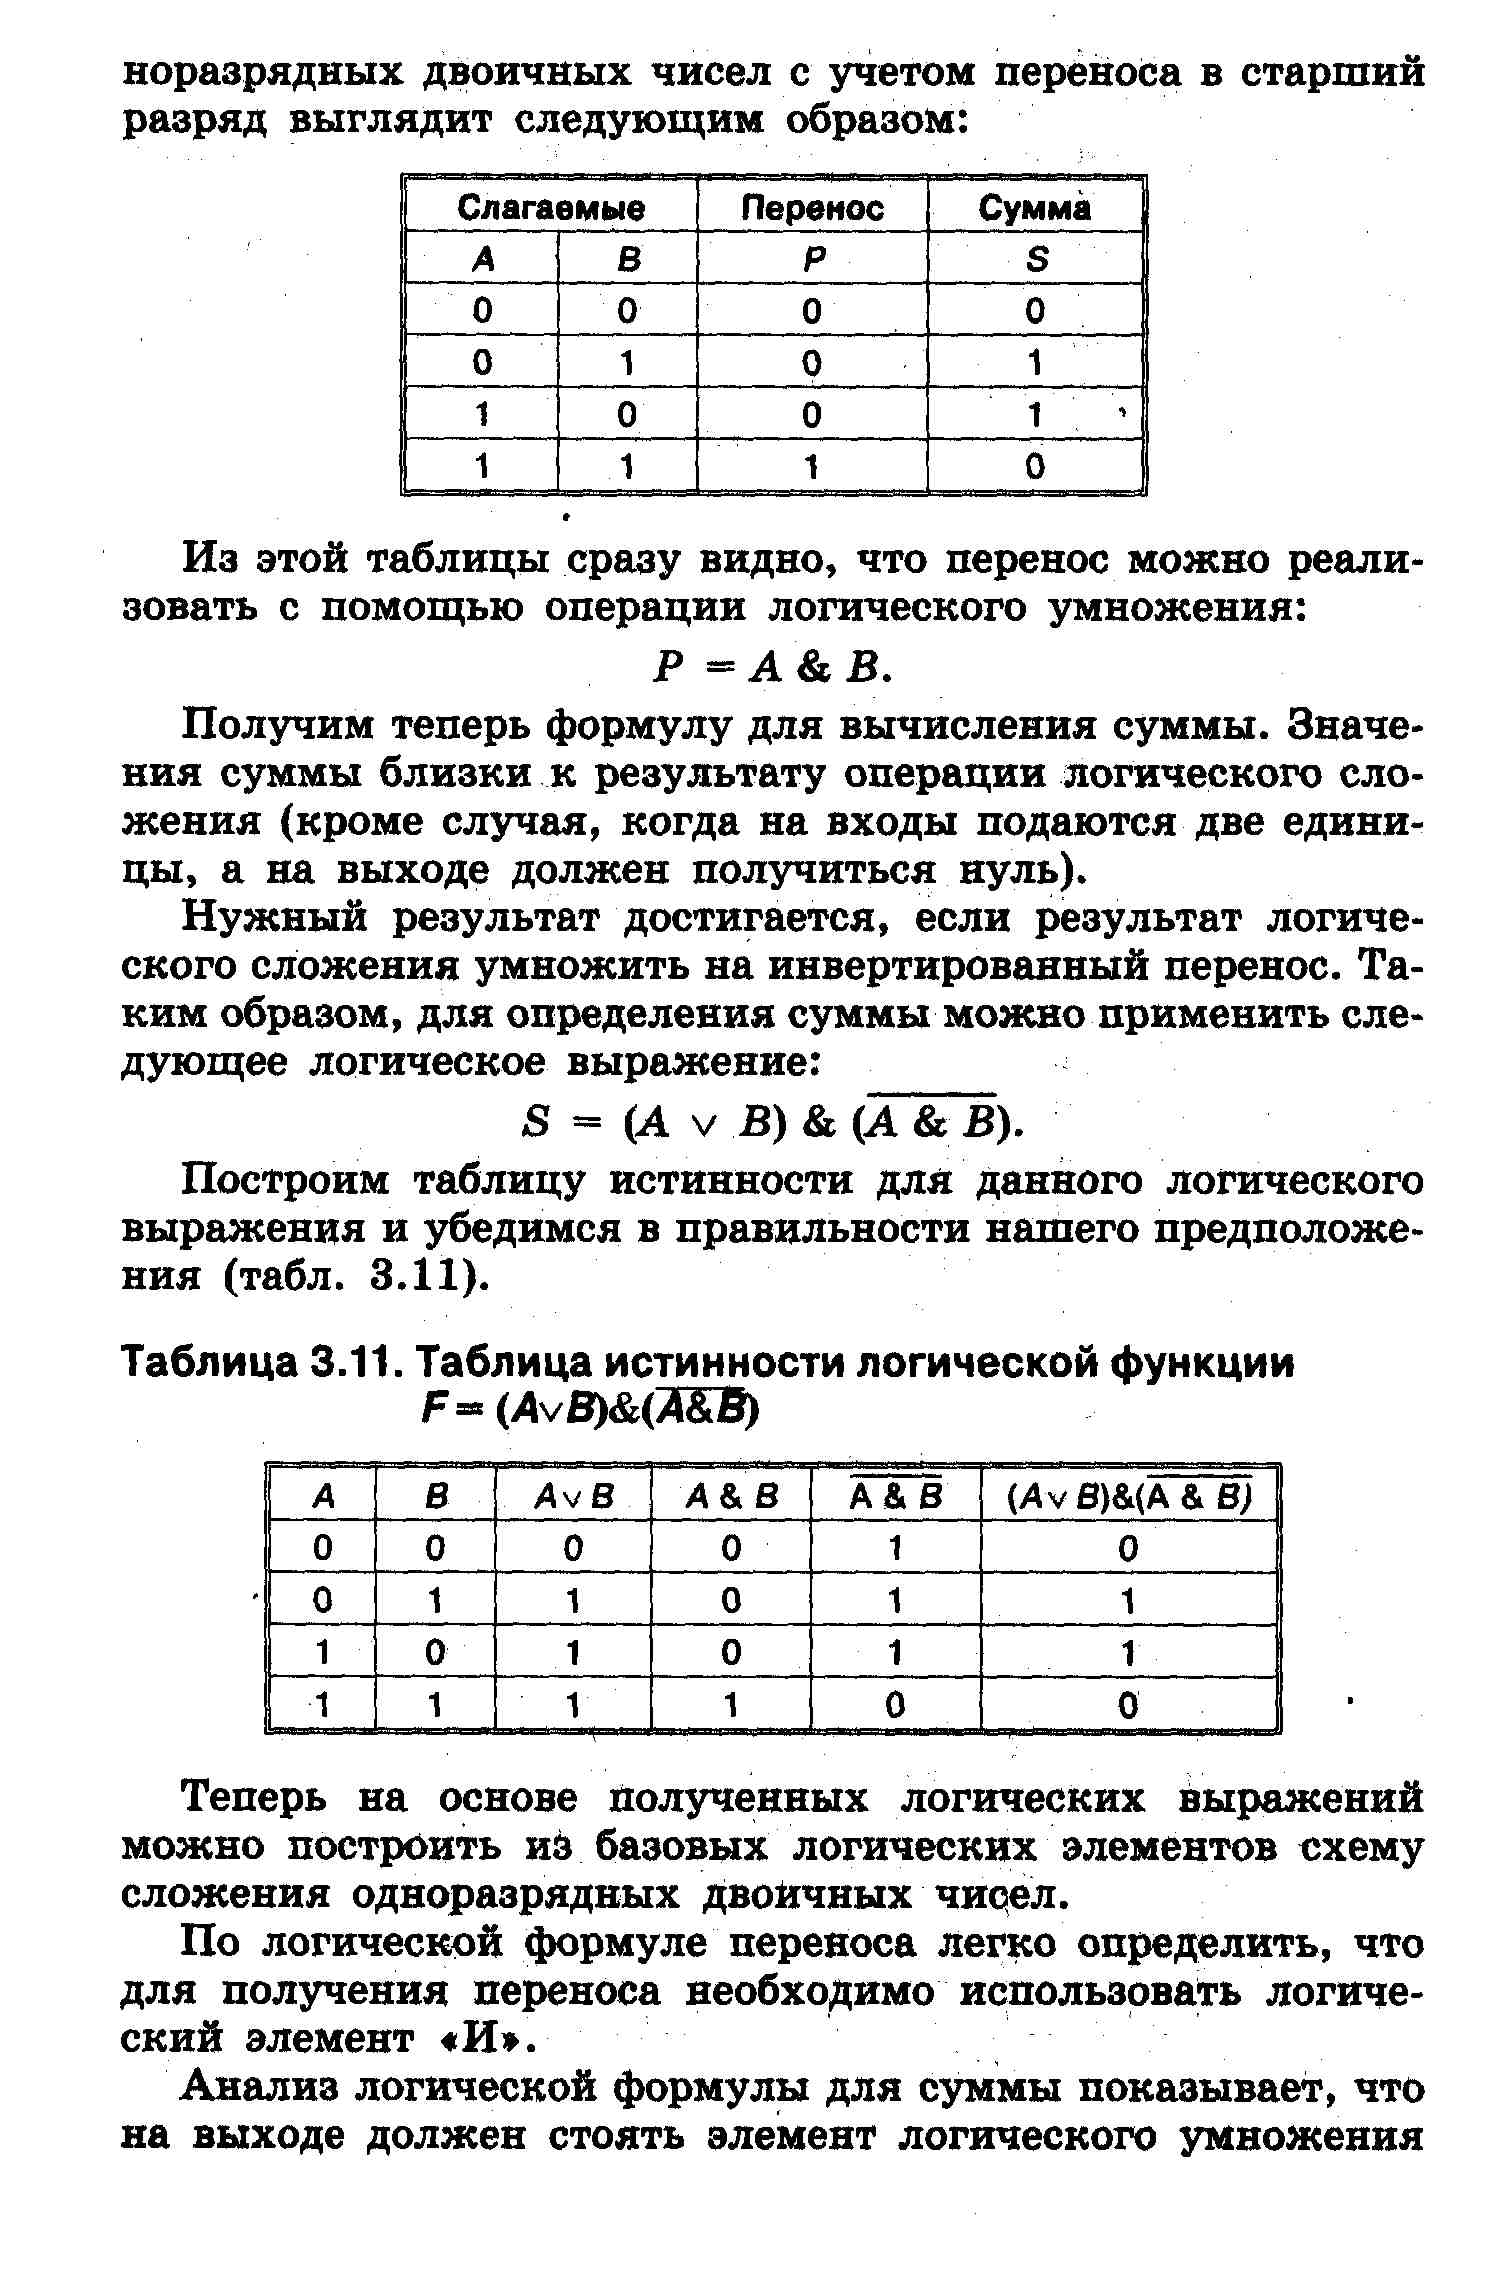 норазрядных двоичных чисел с учетом переноса в старший
разряд выглядит следующим образом:
Слагаемые Перенос Сумма
A B P S
0 0 0 0
0 1 0 1
1 0 0 1
1 1 1 0
Из этой таблицы сразу видно, что перенос можно реали-
зовать с помощью операции логического умножения:
P = A & B.
Получим теперь формулу для вычисления суммы. Значе-
ния суммы близки к результату операции логического сло-
жения (кроме случая, когда на входы подаются две едини-
цы, а на выходе должен получиться нуль).
Нужный результат достигается, если результат логиче-
ского сложения умножить на инвертированный перенос. Та-
ким образом, для определения суммы можно применить сле-
дующее логическое выражение:
S = (A ∨ B) & (A̅ ̅&̅ ̅B̅).
Построим таблицу истинности для данного логического
выражения и убедимся в правильности нашего предположе-
ния (табл. 3.11).
Таблица 3.11. Таблица истинности логической функции
F = (A∨B)&(A̅&̅B̅)
A B A∨B A & B A̅ ̅&̅ ̅B̅ (A∨B)&(A̅ ̅&̅ ̅B̅)
0 0 0 0 1 0
0 1 1 0 1 1
1 0 1 0 1 1
1 1 1 1 0 0
Теперь на основе полученных логических выражений
можно построить из базовых логических элементов схему
сложения одноразрядных двоичных чисел.
По логической формуле переноса легко определить, что
для получения переноса необходимо использовать логиче-
ский элемент «И».
Анализ логической формулы для суммы показывает, что
на выходе должен стоять элемент логического умножения